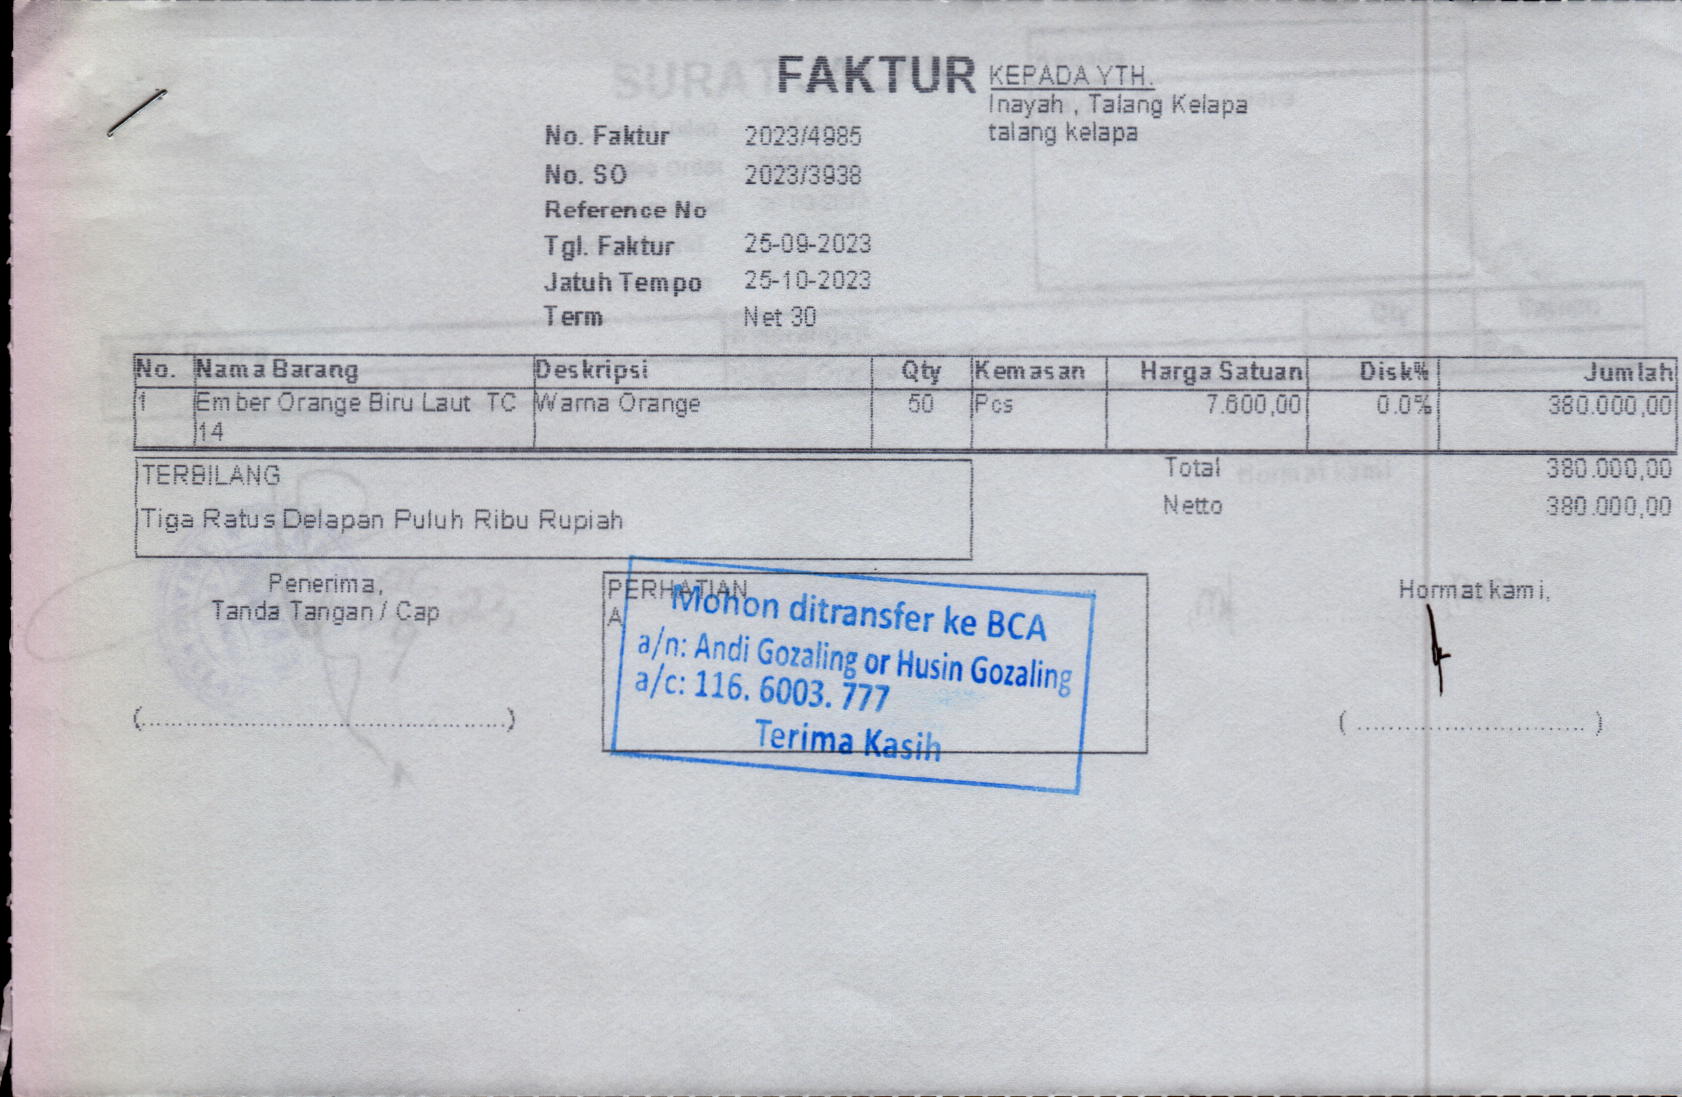 FAKTUR
KEPADA YTH.
Inayah , Talang Kelapa
talang kelapa
No. Faktur 2023/4985
No. SO 2023/3938
Reference No
Tgl. Faktur 25-09-2023
Jatuh Tempo 25-10-2023
Term Net 30
No. Nama Barang Deskripsi Qty Kemasan Harga Satuan Disk% Jumlah
1 Ember Orange Biru Laut TC Warna Orange 50 Pcs 7.600,00 0.0% 380.000,00
14
TERBILANG
Tiga Ratus Delapan Puluh Ribu Rupiah
Total 380.000,00
Netto 380.000,00
Penerima,
Tanda Tangan / Cap
(................................................)
PERHATIAN
A
Mohon ditransfer ke BCA
a/n: Andi Gozaling or Husin Gozaling
a/c: 116. 6003. 777
Terima Kasih
Hormat kami,
( .............................. )